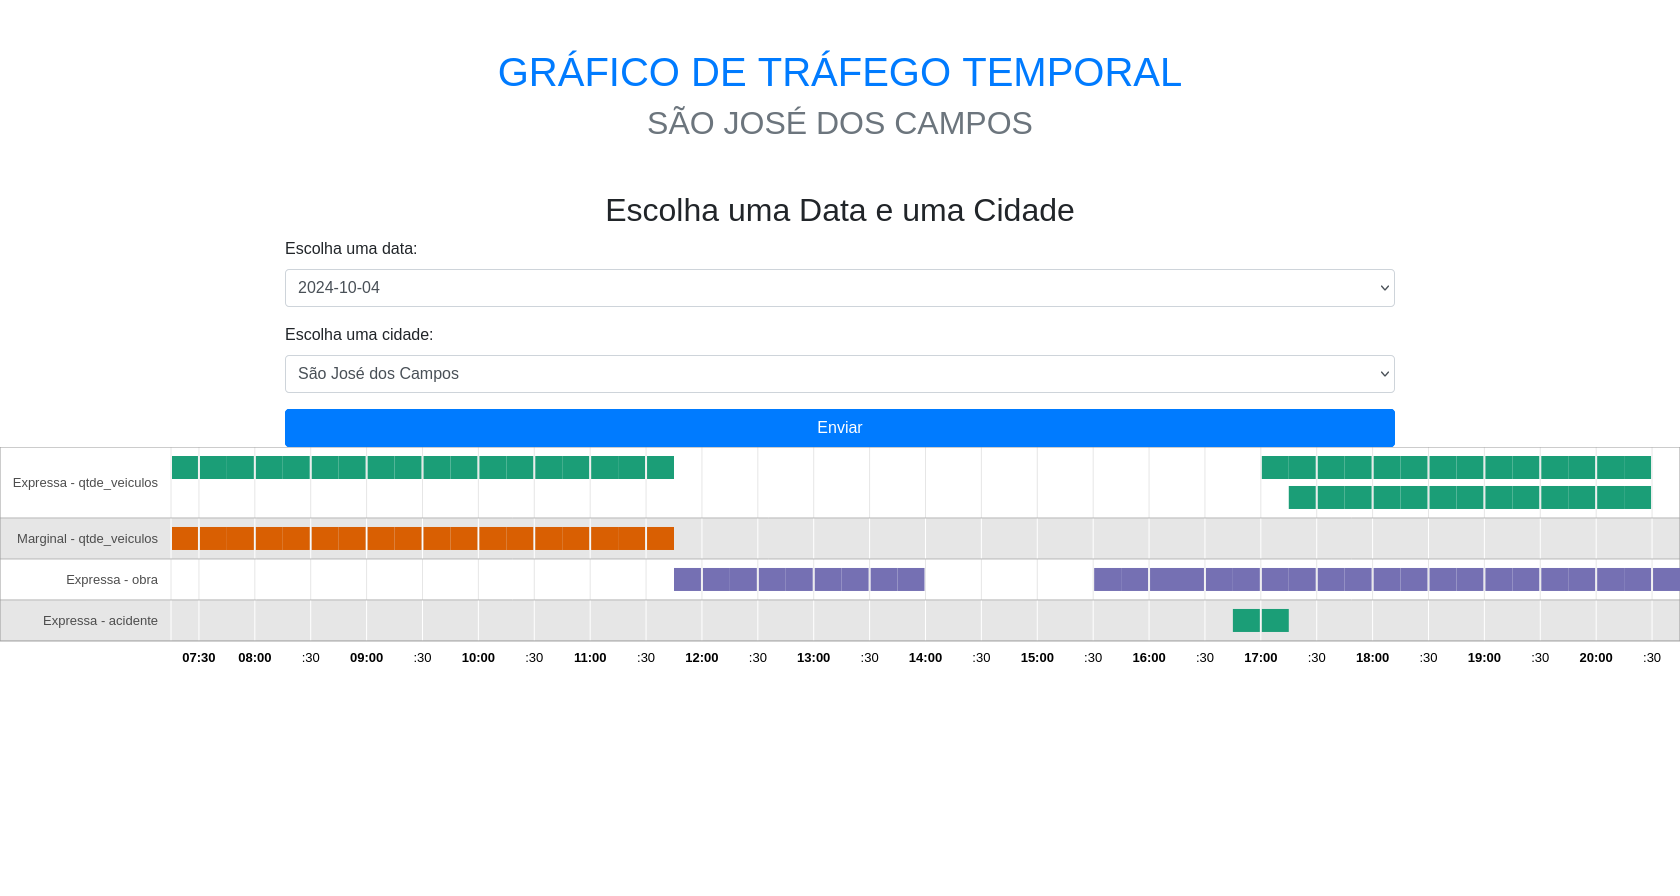 GRÁFICO DE TRÁFEGO TEMPORAL
SÃO JOSÉ DOS CAMPOS
Escolha uma Data e uma Cidade
Escolha uma data:
2024-10-04
Escolha uma cidade:
São José dos Campos
Enviar
Expressa - qtde_veiculos
Marginal - qtde_veiculos
Expressa - obra
Expressa - acidente
07:30 08:00 :30 09:00 :30 10:00 :30 11:00 :30 12:00 :30 13:00 :30 14:00 :30 15:00 :30 16:00 :30 17:00 :30 18:00 :30 19:00 :30 20:00 :30